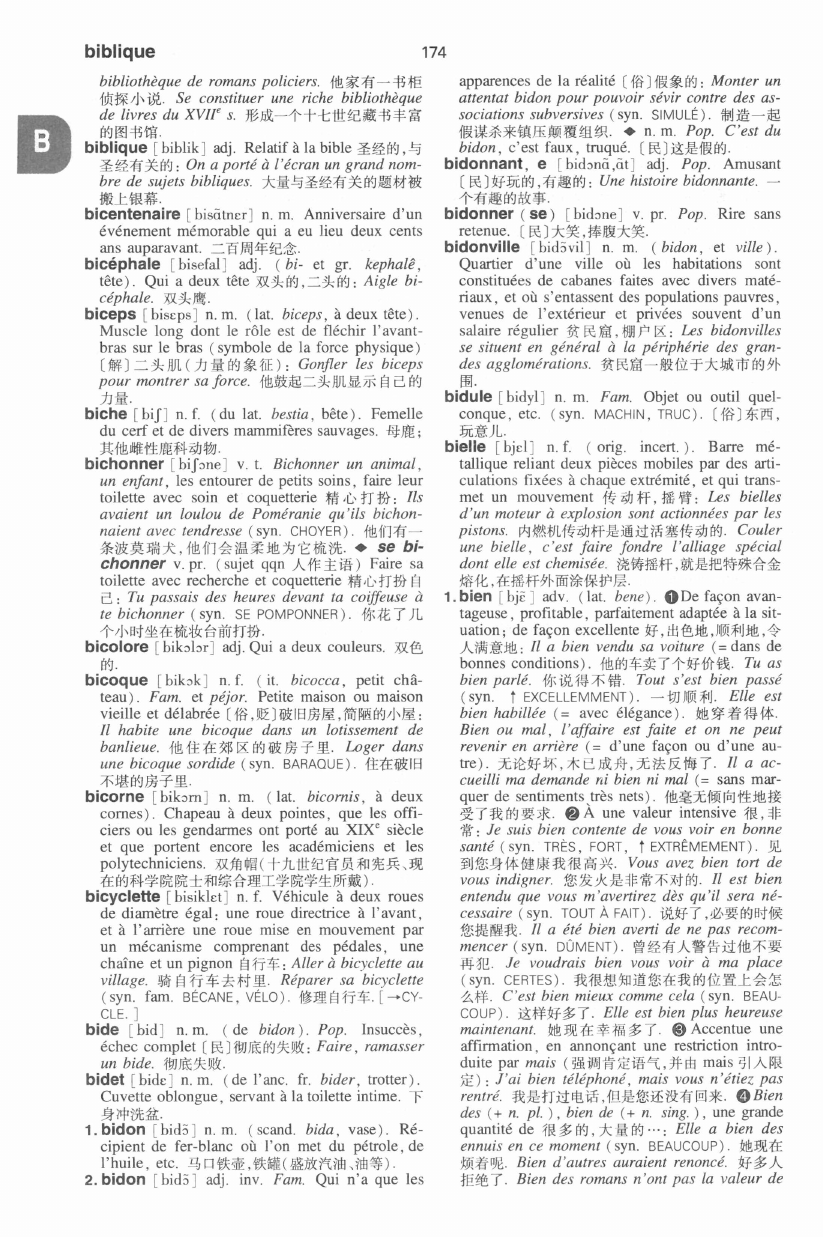 biblique
174
bibliothèque de romans policiers. 他家有一书柜
侦探小说. Se constituer une riche bibliothèque
de livres du XVIIe s. 形成一个十七世纪藏书丰富
的图书馆.
B
biblique [biblik] adj. Relatif à la bible 圣经的,与
圣经有关的: On a porté à l'écran un grand nom-
bre de sujets bibliques. 大量与圣经有关的题材被
搬上银幕.
bicentenaire [bisɑ̃tnɛr] n. m. Anniversaire d'un
événement mémorable qui a eu lieu deux cents
ans auparavant. 二百周年纪念.
bicéphale [bisefal] adj. (bi- et gr. kephalê,
tête). Qui a deux tête 双头的,二头的: Aigle bi-
céphale. 双头鹰.
biceps [bisɛps] n. m. (lat. biceps, à deux tête).
Muscle long dont le rôle est de fléchir l'avant-
bras sur le bras (symbole de la force physique)
〔解〕二头肌(力量的象征): Gonfler les biceps
pour montrer sa force. 他鼓起二头肌显示自己的
力量.
biche [biʃ] n. f. (du lat. bestia, bête). Femelle
du cerf et de divers mammifères sauvages. 母鹿;
其他雌性鹿科动物.
bichonner [biʃɔne] v. t. Bichonner un animal,
un enfant, les entourer de petits soins, faire leur
toilette avec soin et coquetterie 精心打扮: Ils
avaient un loulou de Poméranie qu'ils bichon-
naient avec tendresse (syn. CHOYER). 他们有一
条波莫瑞犬,他们会温柔地为它梳洗. ◆ se bi-
chonner v. pr. (sujet qqn 人作主语) Faire sa
toilette avec recherche et coquetterie 精心打扮自
己: Tu passais des heures devant ta coiffeuse à
te bichonner (syn. SE POMPONNER). 你花了几
个小时坐在梳妆台前打扮.
bicolore [bikɔlɔr] adj. Qui a deux couleurs. 双色
的.
bicoque [bikɔk] n. f. (it. bicocca, petit châ-
teau). Fam. et péjor. Petite maison ou maison
vieille et délabrée〔俗,贬〕破旧房屋,简陋的小屋:
Il habite une bicoque dans un lotissement de
banlieue. 他住在郊区的破房子里. Loger dans
une bicoque sordide (syn. BARAQUE). 住在破旧
不堪的房子里.
bicorne [bikɔrn] n. m. (lat. bicornis, à deux
cornes). Chapeau à deux pointes, que les offi-
ciers ou les gendarmes ont porté au XIXe siècle
et que portent encore les académiciens et les
polytechniciens. 双角帽(十九世纪官员和宪兵、现
在的科学院院士和综合理工学院学生所戴).
bicyclette [bisiklɛt] n. f. Véhicule à deux roues
de diamètre égal; une roue directrice à l'avant,
et à l'arrière une roue mise en mouvement par
un mécanisme comprenant des pédales, une
chaîne et un pignon 自行车: Aller à bicyclette au
village. 骑自行车去村里. Réparer sa bicyclette
(syn. fam. BÉCANE, VÉLO). 修理自行车. [→CY-
CLE.]
bide [bid] n. m. (de bidon). Pop. Insuccès,
échec complet〔民〕彻底的失败: Faire, ramasser
un bide. 彻底失败.
bidet [bidɛ] n. m. (de l'anc. fr. bider, trotter).
Cuvette oblongue, servant à la toilette intime. 下
身冲洗盆.
1. bidon [bidɔ̃] n. m. (scand. bida, vase). Ré-
cipient de fer-blanc où l'on met du pétrole, de
l'huile, etc. 马口铁壶,铁罐(盛放汽油、油等).
2. bidon [bidɔ̃] adj. inv. Fam. Qui n'a que les
apparences de la réalité〔俗〕假象的: Monter un
attentat bidon pour pouvoir sévir contre des as-
sociations subversives (syn. SIMULÉ). 制造一起
假谋杀来镇压颠覆组织. ◆ n. m. Pop. C'est du
bidon, c'est faux, truqué. 〔民〕这是假的.
bidonnant, e [bidɔnɑ̃,ɑ̃t] adj. Pop. Amusant
〔民〕好玩的,有趣的: Une histoire bidonnante. 一
个有趣的故事.
bidonner (se) [bidɔne] v. pr. Pop. Rire sans
retenue. 〔民〕大笑,捧腹大笑.
bidonville [bidɔ̃vil] n. m. (bidon, et ville).
Quartier d'une ville où les habitations sont
constituées de cabanes faites avec divers maté-
riaux, et où s'entassent des populations pauvres,
venues de l'extérieur et privées souvent d'un
salaire régulier 贫民窟,棚户区: Les bidonvilles
se situent en général à la périphérie des gran-
des agglomérations. 贫民窟一般位于大城市的外
围.
bidule [bidyl] n. m. Fam. Objet ou outil quel-
conque, etc. (syn. MACHIN, TRUC). 〔俗〕东西,
玩意儿.
bielle [bjɛl] n. f. (orig. incert.). Barre mé-
tallique reliant deux pièces mobiles par des arti-
culations fixées à chaque extrémité, et qui trans-
met un mouvement 传动杆,摇臂: Les bielles
d'un moteur à explosion sont actionnées par les
pistons. 内燃机传动杆是通过活塞传动的. Couler
une bielle, c'est faire fondre l'alliage spécial
dont elle est chemisée. 浇铸摇杆,就是把特殊合金
熔化,在摇杆外面涂保护层.
1. bien [bjɛ̃] adv. (lat. bene). ❶De façon avan-
tageuse, profitable, parfaitement adaptée à la sit-
uation; de façon excellente 好,出色地,顺利地,令
人满意地: Il a bien vendu sa voiture (= dans de
bonnes conditions). 他的车卖了个好价钱. Tu as
bien parlé. 你说得不错. Tout s'est bien passé
(syn. ↑ EXCELLEMMENT). 一切顺利. Elle est
bien habillée (= avec élégance). 她穿着得体.
Bien ou mal, l'affaire est faite et on ne peut
revenir en arrière (= d'une façon ou d'une au-
tre). 无论好坏,木已成舟,无法反悔了. Il a ac-
cueilli ma demande ni bien ni mal (= sans mar-
quer de sentiments très nets). 他毫无倾向性地接
受了我的要求. ❷À une valeur intensive 很,非
常: Je suis bien contente de vous voir en bonne
santé (syn. TRÈS, FORT, ↑ EXTRÊMEMENT). 见
到您身体健康我很高兴. Vous avez bien tort de
vous indigner. 您发火是非常不对的. Il est bien
entendu que vous m'avertirez dès qu'il sera né-
cessaire (syn. TOUT À FAIT). 说好了,必要的时候
您提醒我. Il a été bien averti de ne pas recom-
mencer (syn. DÛMENT). 曾经有人警告过他不要
再犯. Je voudrais bien vous voir à ma place
(syn. CERTES). 我很想知道您在我的位置上会怎
么样. C'est bien mieux comme cela (syn. BEAU-
COUP). 这样好多了. Elle est bien plus heureuse
maintenant. 她现在幸福多了. ❸Accentue une
affirmation, en annonçant une restriction intro-
duite par mais (强调肯定语气,并由 mais 引入限
定): J'ai bien téléphoné, mais vous n'étiez pas
rentré. 我是打过电话,但是您还没有回来. ❹Bien
des (+ n. pl.), bien de (+ n. sing.), une grande
quantité de 很多的,大量的…: Elle a bien des
ennuis en ce moment (syn. BEAUCOUP). 她现在
烦着呢. Bien d'autres auraient renoncé. 好多人
拒绝了. Bien des romans n'ont pas la valeur de